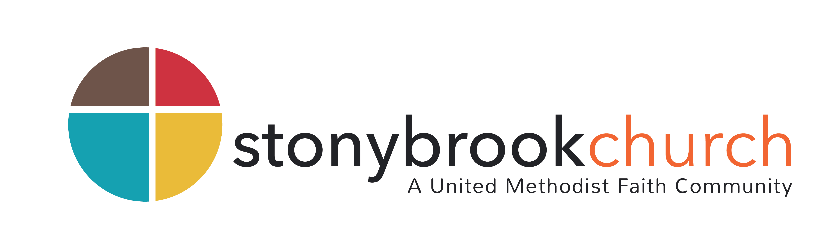 stonybrookchurch
A United Methodist Faith Community